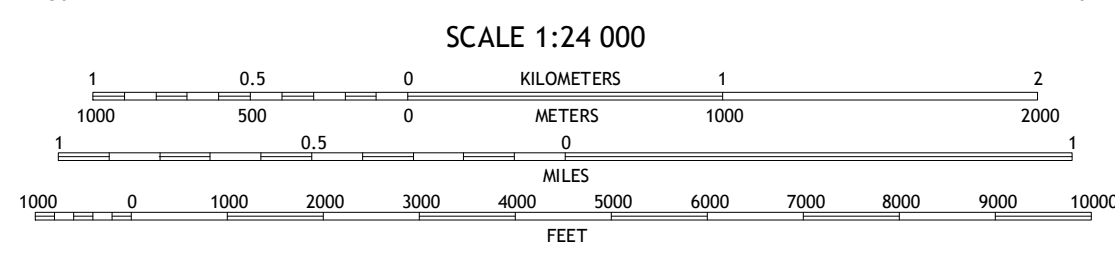 SCALE 1:24 000
1 0.5 0 KILOMETERS 1 2
1000 500 0 METERS 1000 2000
1 0.5 0 1
MILES
1000 0 1000 2000 3000 4000 5000 6000 7000 8000 9000 10000
FEET